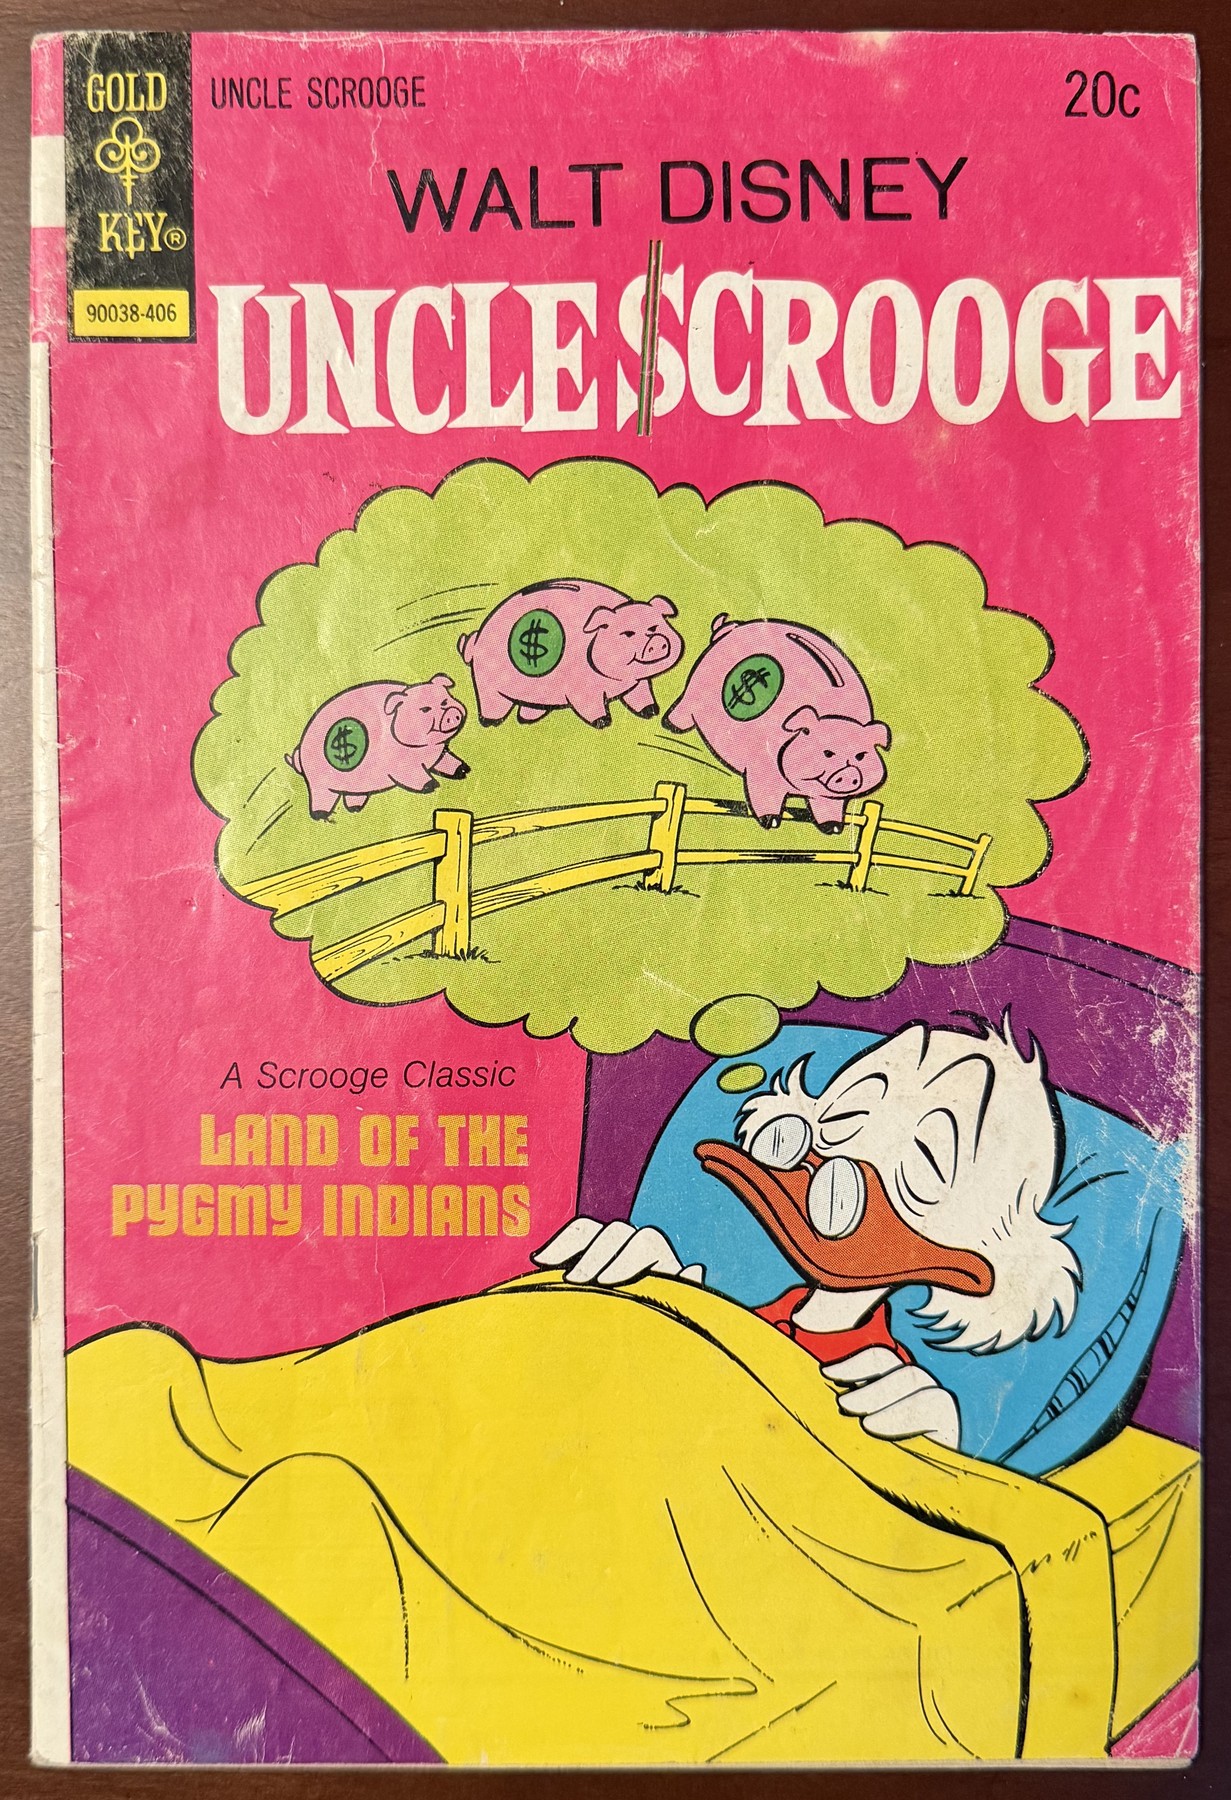 GOLD
KEY®
90038-406
UNCLE SCROOGE
20c
WALT DISNEY
UNCLE $CROOGE
$
$
$
A Scrooge Classic
LAND OF THE
PYGMY INDIANS